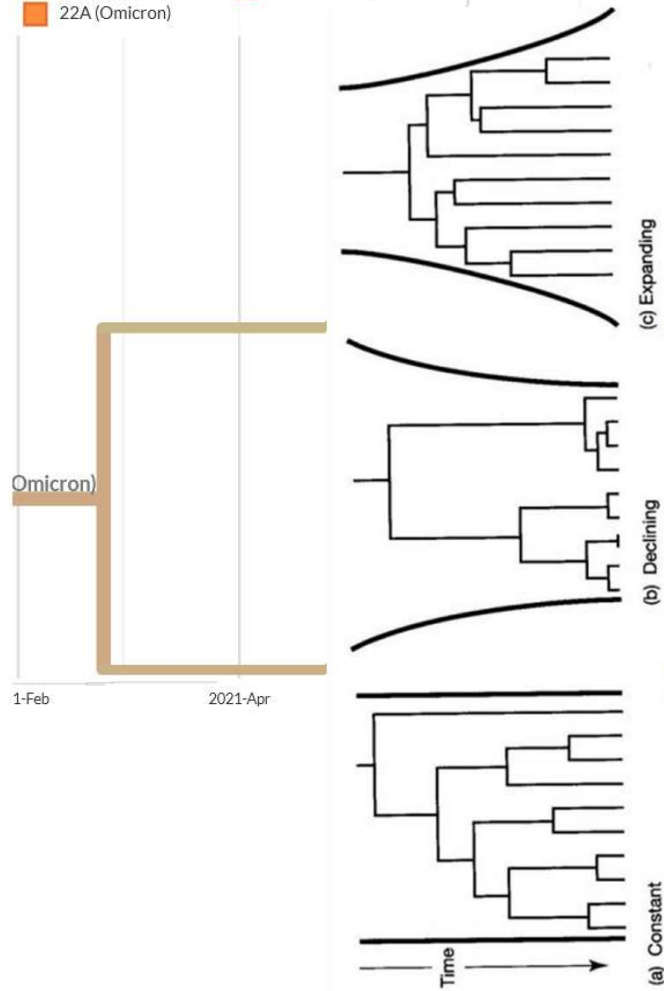 22A (Omicron)
Omicron)
1-Feb
2021-Apr
(c) Expanding
(b) Declining
(a) Constant
Time